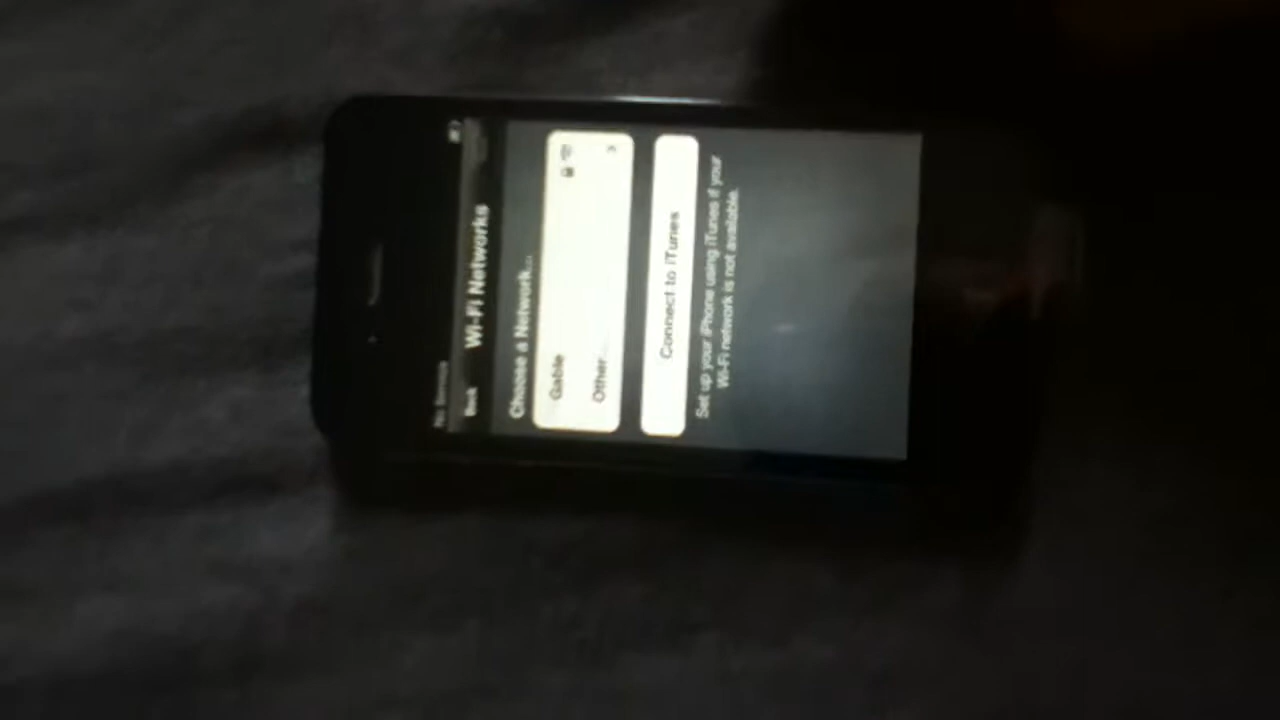 No Service
Back
Wi-Fi Networks
Choose a Network...
Gable
Other...
Connect to iTunes
Set up your iPhone using iTunes if your
Wi-Fi network is not available.